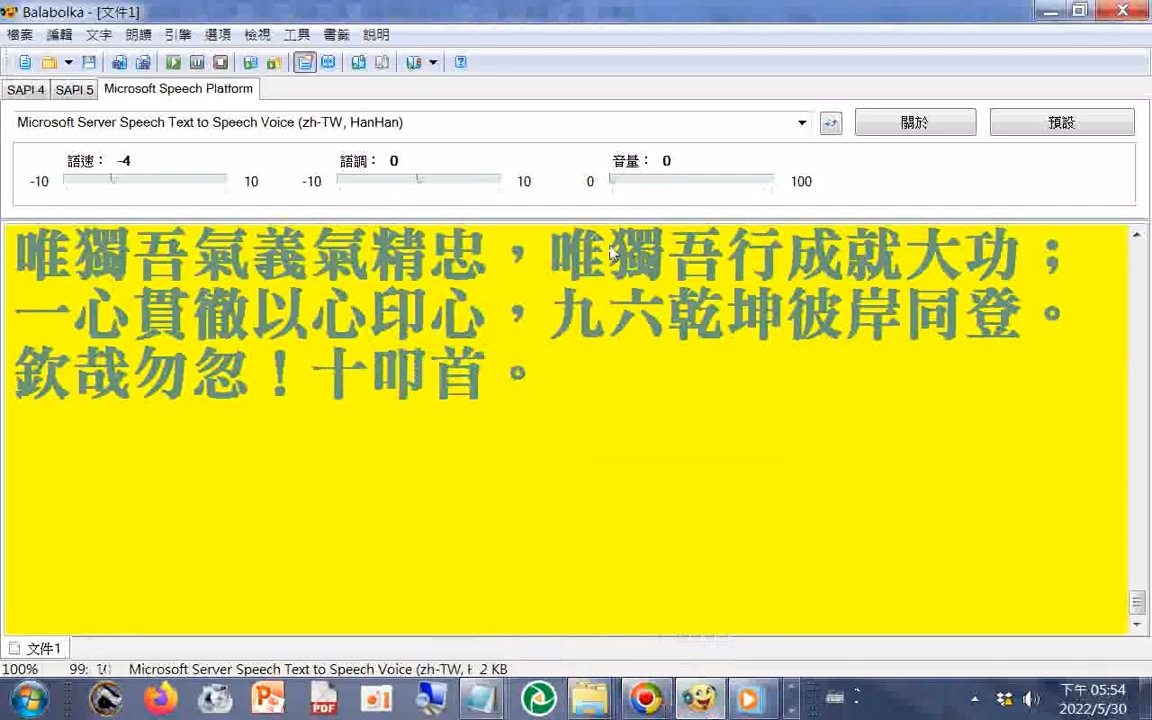 Balabolka - [文件1]
檔案 編輯 文字 朗讀 引擎 選項 檢視 工具 書籤 說明
SAPI 4 SAPI 5 Microsoft Speech Platform
Microsoft Server Speech Text to Speech Voice (zh-TW, HanHan) 關於 預設
語速： -4 語調： 0 音量： 0
-10 10 -10 10 0 100
唯獨吾氣義氣精忠，唯獨吾行成就大功；
一心貫徹以心印心，九六乾坤彼岸同登。
欽哉勿忽！十叩首。
文件1
100% 99: Microsoft Server Speech Text to Speech Voice (zh-TW, 2 KB
下午 05:54
2022/5/30